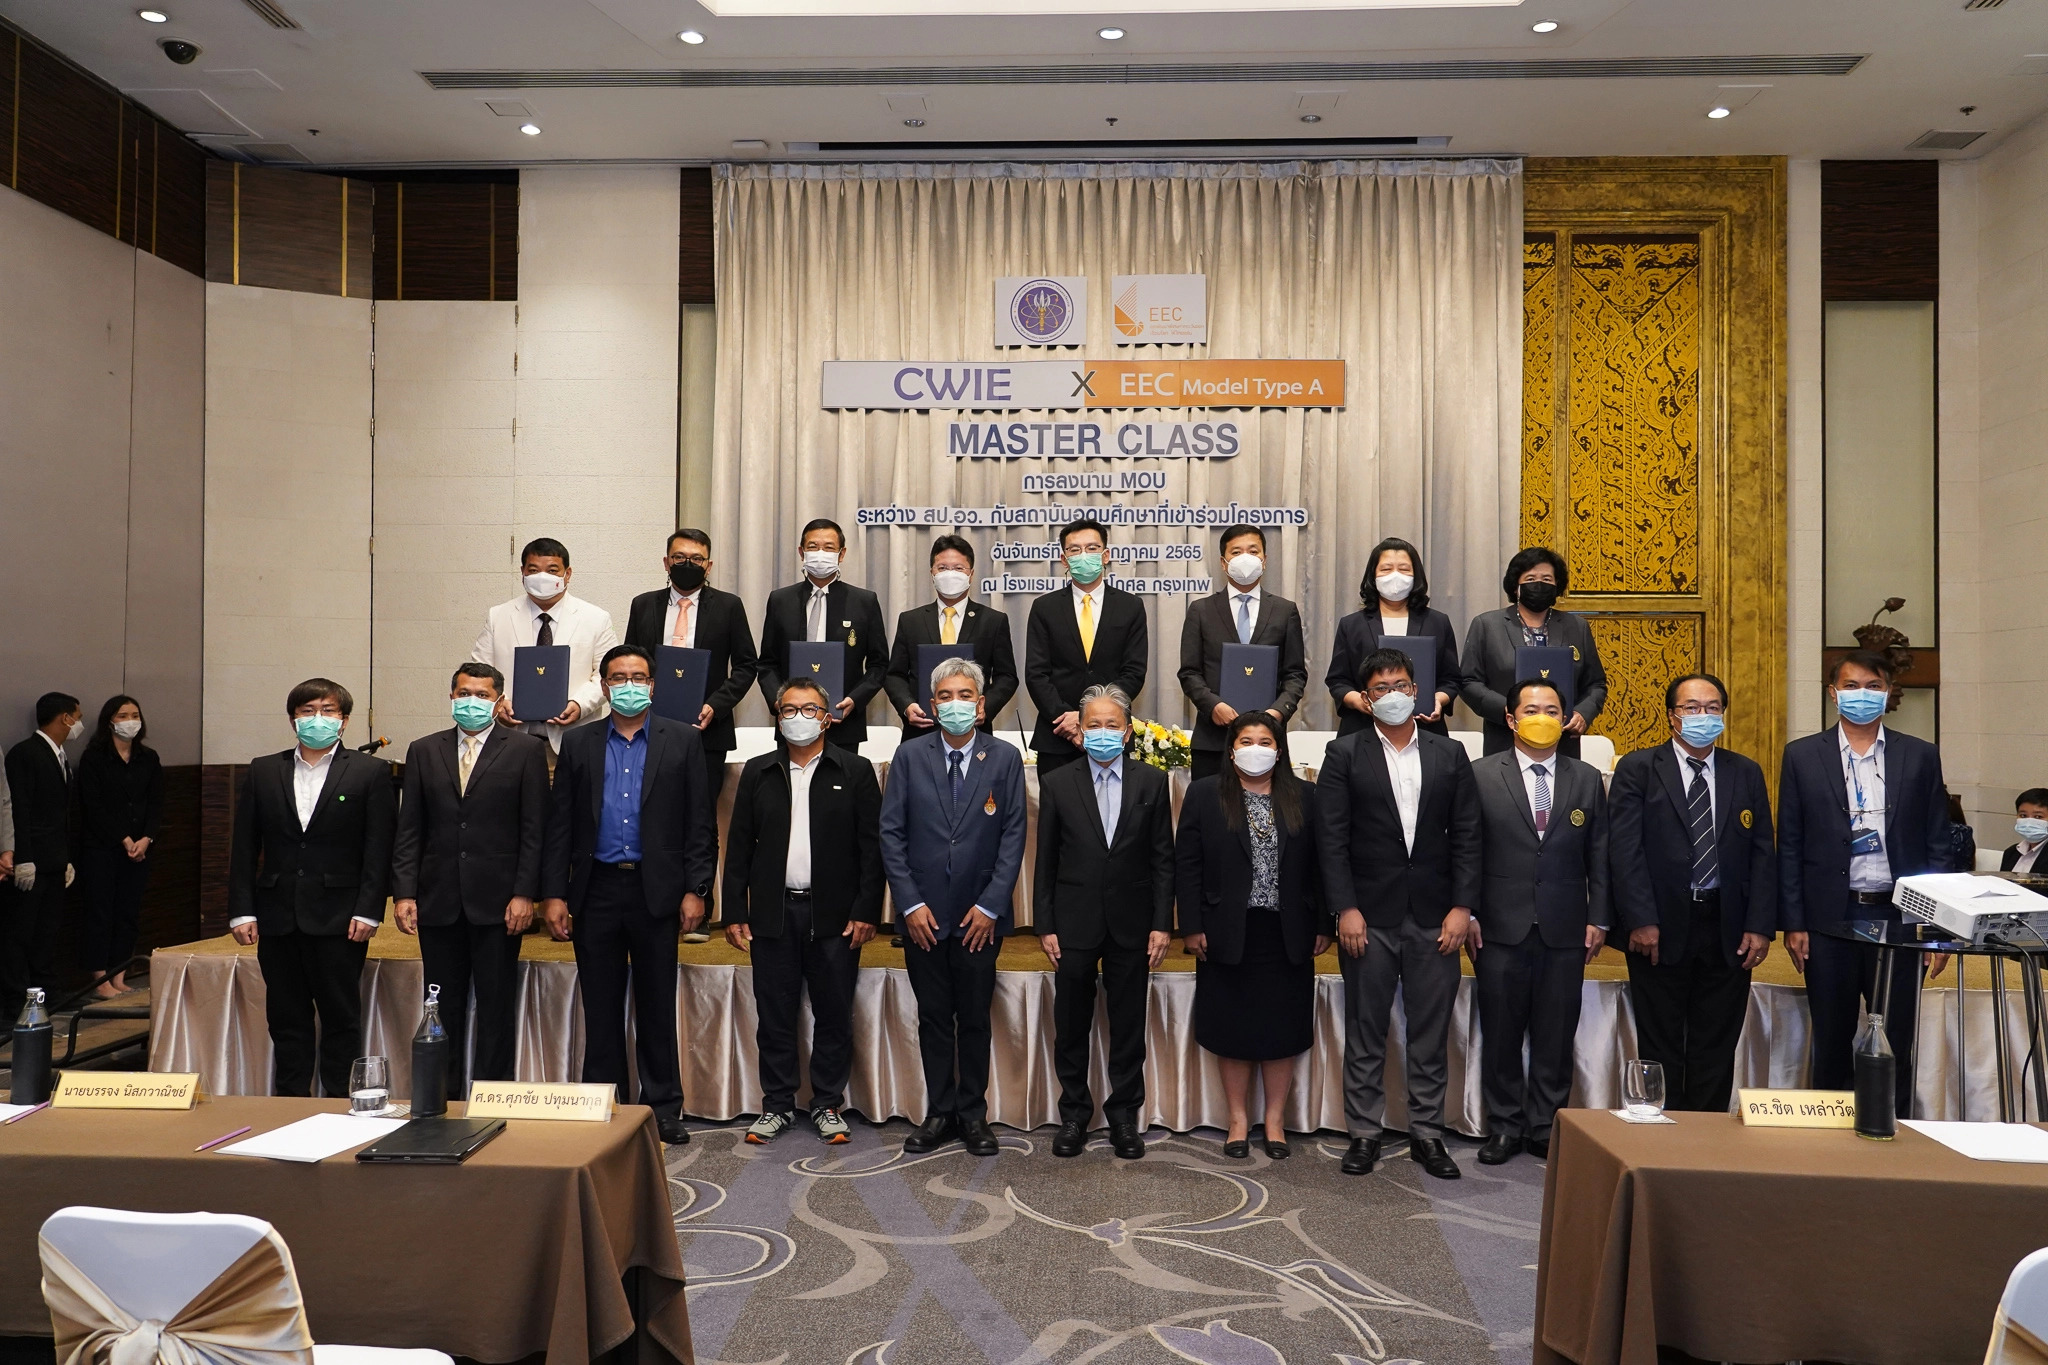 EEC
CWIE X EEC Model Type A
MASTER CLASS
การลงนาม MOU
ระหว่าง สป.อว. กับสถาบันอุดมศึกษาที่เข้าร่วมโครงการ
วันจันทร์ที่ กฎาคม 2565
ณ โรงแรม โกศล กรุงเทพ
นายบรรจง นิสภวาณิชย์
ศ.ดร.ศุภชัย ปทุมนากุล
ดร.ชิต เหล่าวัฒ